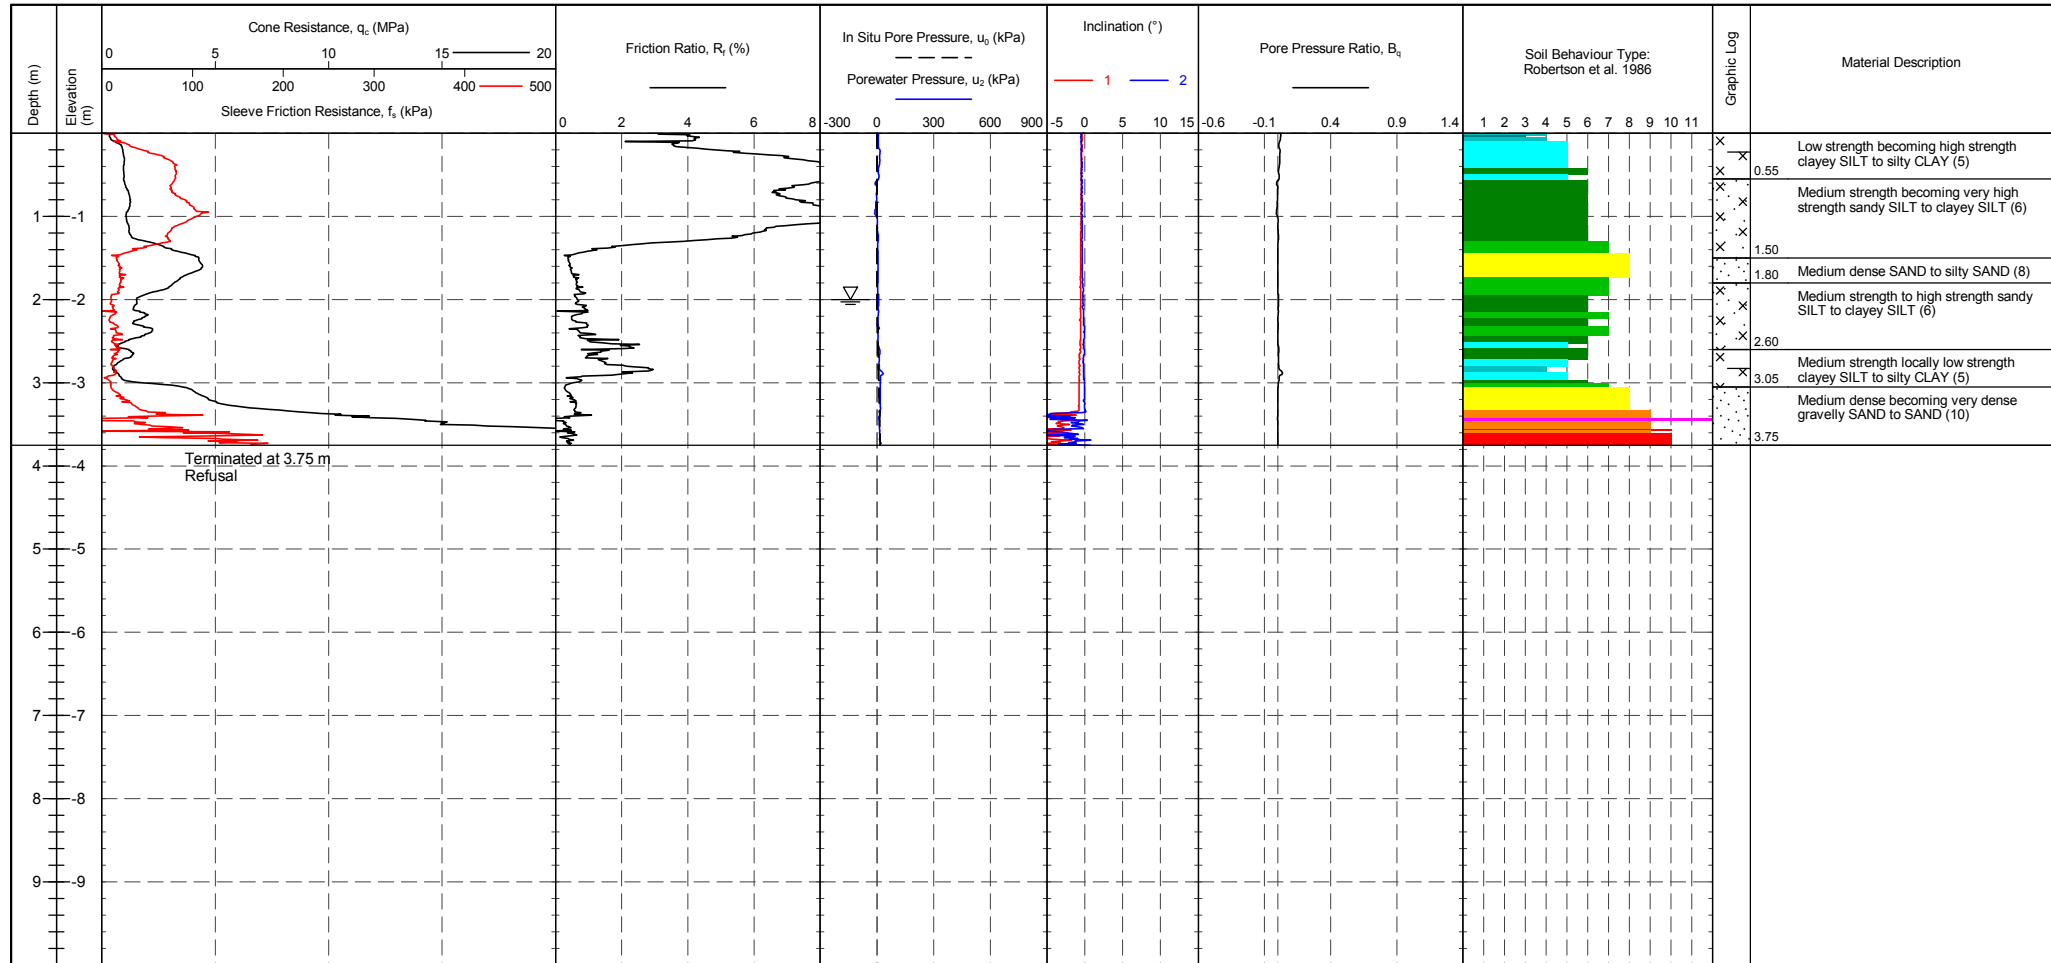 Depth (m)
Elevation (m)
Cone Resistance, qc (MPa)
0 5 10 15 20
0 100 200 300 400 500
Sleeve Friction Resistance, fs (kPa)
Friction Ratio, Rf (%)
0 2 4 6 8
In Situ Pore Pressure, u0 (kPa)
Porewater Pressure, u2 (kPa)
-300 0 300 600 900
Inclination (°)
1 2
-5 0 5 10 15
Pore Pressure Ratio, Bq
-0.6 -0.1 0.4 0.9 1.4
Soil Behaviour Type:
Robertson et al. 1986
1 2 3 4 5 6 7 8 9 10 11
Graphic Log
Material Description
Low strength becoming high strength
clayey SILT to silty CLAY (5)
0.55
Medium strength becoming very high
strength sandy SILT to clayey SILT (6)
1 -1
1.50
Medium dense SAND to silty SAND (8)
1.80
Medium strength to high strength sandy
SILT to clayey SILT (6)
2 -2
2.60
Medium strength locally low strength
clayey SILT to silty CLAY (5)
3 -3
3.05
Medium dense becoming very dense
gravelly SAND to SAND (10)
3.75
Terminated at 3.75 m
Refusal
4 -4
5 -5
6 -6
7 -7
8 -8
9 -9